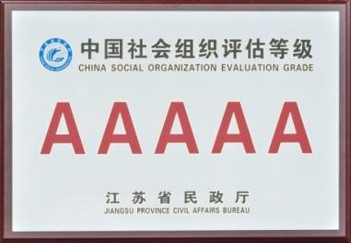 中国社会组织评估等级
CHINA SOCIAL ORGANIZATION EVALUATION GRADE
AAAAA
江苏省民政厅
JIANGSU PROVINCE CIVIL AFFAIRS BUREAU